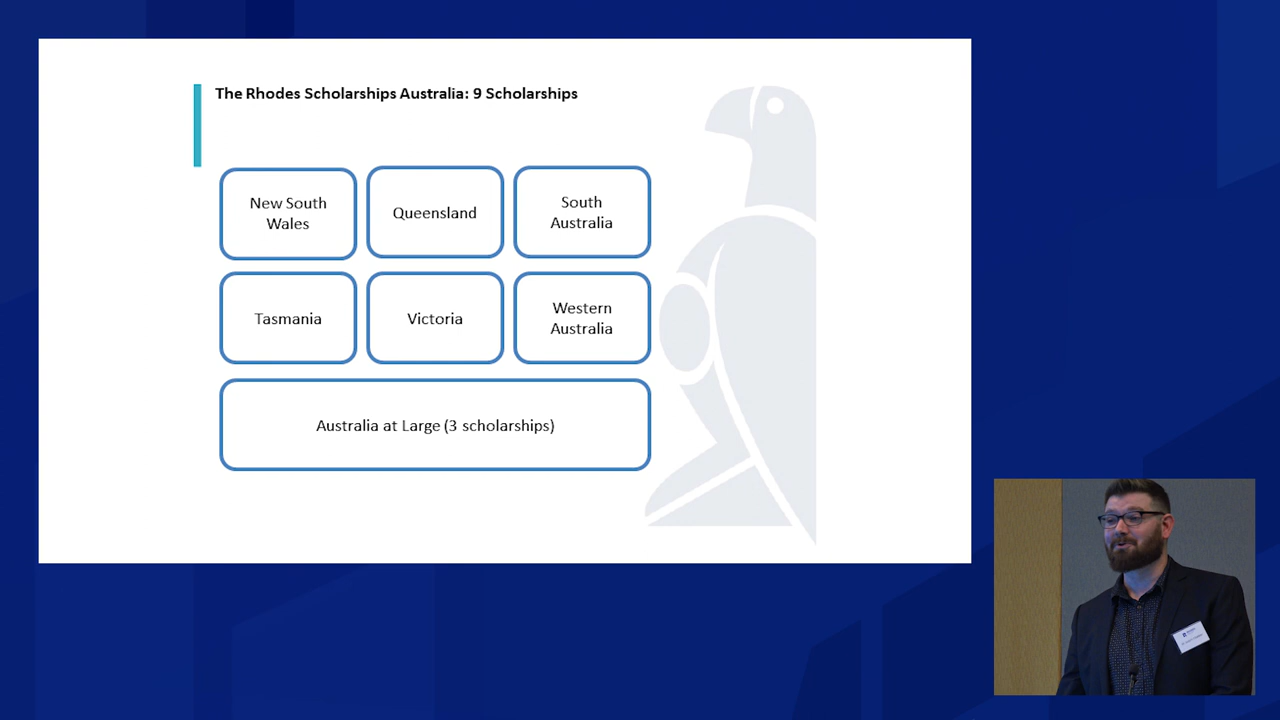 The Rhodes Scholarships Australia: 9 Scholarships
New South
Wales
Queensland
South
Australia
Tasmania
Victoria
Western
Australia
Australia at Large (3 scholarships)